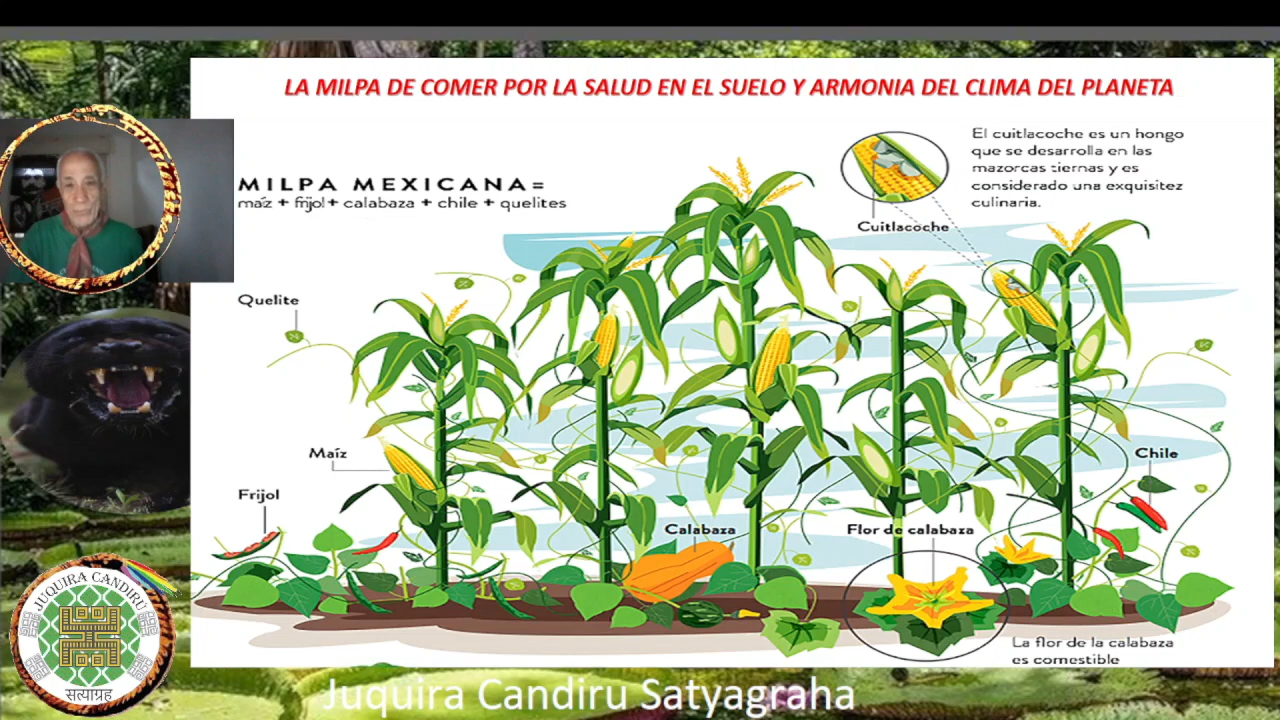 LA MILPA DE COMER POR LA SALUD EN EL SUELO Y ARMONIA DEL CLIMA DEL PLANETA
El cuitlacoche es un hongo
que se desarrolla en las
mazorcas tiernas y es
considerado una exquisitez
culinaria.
MILPA MEXICANA=
maíz + frijol + calabaza + chile + quelites
Cuitlacoche
Quelite
Maíz
Chile
Frijol
Calabaza
Flor de calabaza
La flor de la calabaza
es comestible
JUQUIRA CANDIRU
सत्याग्रह
Juquira Candiru Satyagraha